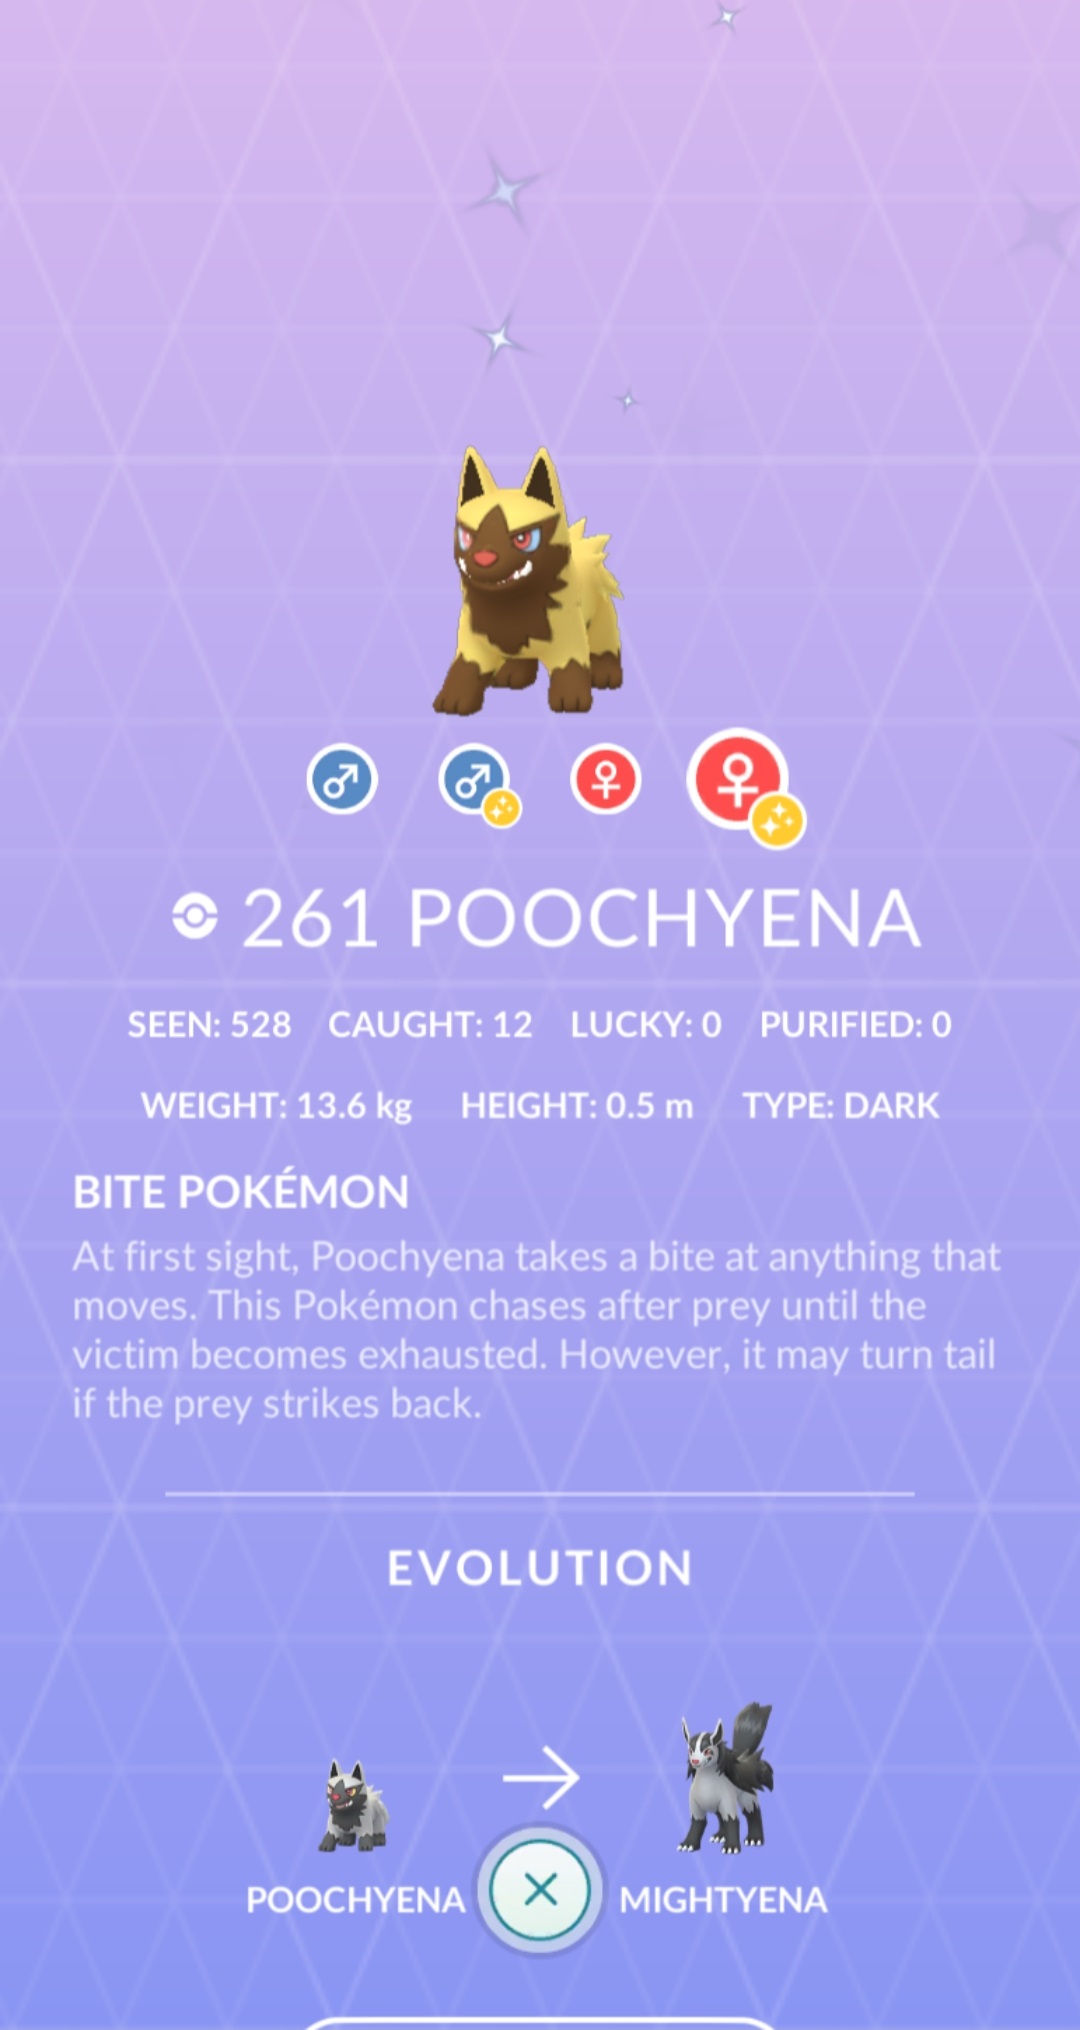 261 POOCHYENA
SEEN: 528 CAUGHT: 12 LUCKY: 0 PURIFIED: 0
WEIGHT: 13.6 kg HEIGHT: 0.5 m TYPE: DARK
BITE POKÉMON
At first sight, Poochyena takes a bite at anything that
moves. This Pokémon chases after prey until the
victim becomes exhausted. However, it may turn tail
if the prey strikes back.
EVOLUTION
POOCHYENA MIGHTYENA